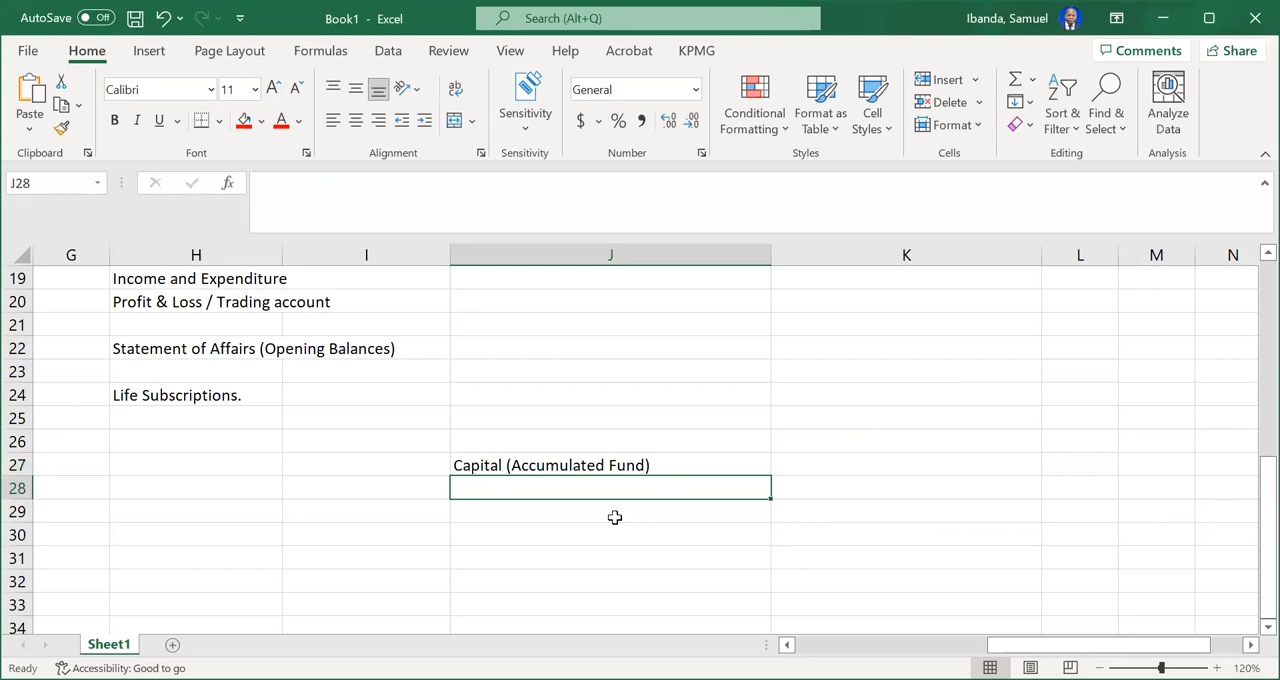 AutoSave Off Book1 - Excel Search (Alt+Q) Ibanda, Samuel
File Home Insert Page Layout Formulas Data Review View Help Acrobat KPMG Comments Share
Paste
Clipboard
Calibri 11
B I U
Font
Alignment
Sensitivity
Sensitivity
General
$ % 9
Number
Conditional Formatting
Format as Table
Cell Styles
Styles
Insert
Delete
Format
Cells
Sort & Filter
Find & Select
Editing
Analyze Data
Analysis
J28 fx
G H I J K L M N
19 Income and Expenditure
20 Profit & Loss / Trading account
21
22 Statement of Affairs (Opening Balances)
23
24 Life Subscriptions.
25
26
27 Capital (Accumulated Fund)
28
29
30
31
32
33
34
Sheet1
Ready Accessibility: Good to go 120%